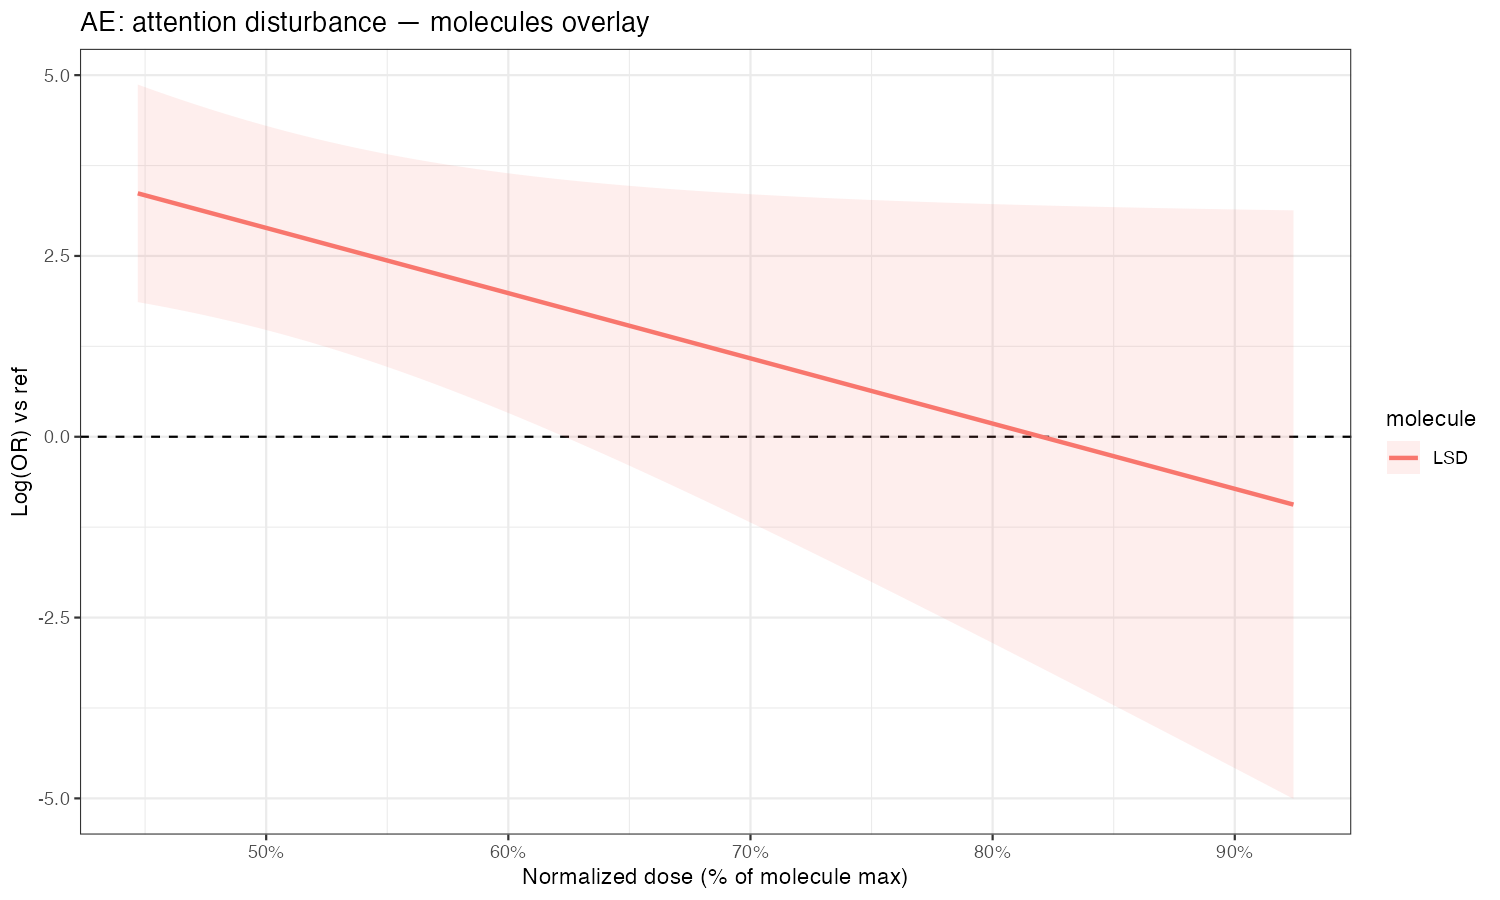 AE: attention disturbance — molecules overlay
5.0
2.5
0.0
-2.5
-5.0
Log(OR) vs ref
50%
60%
70%
80%
90%
Normalized dose (% of molecule max)
molecule
LSD